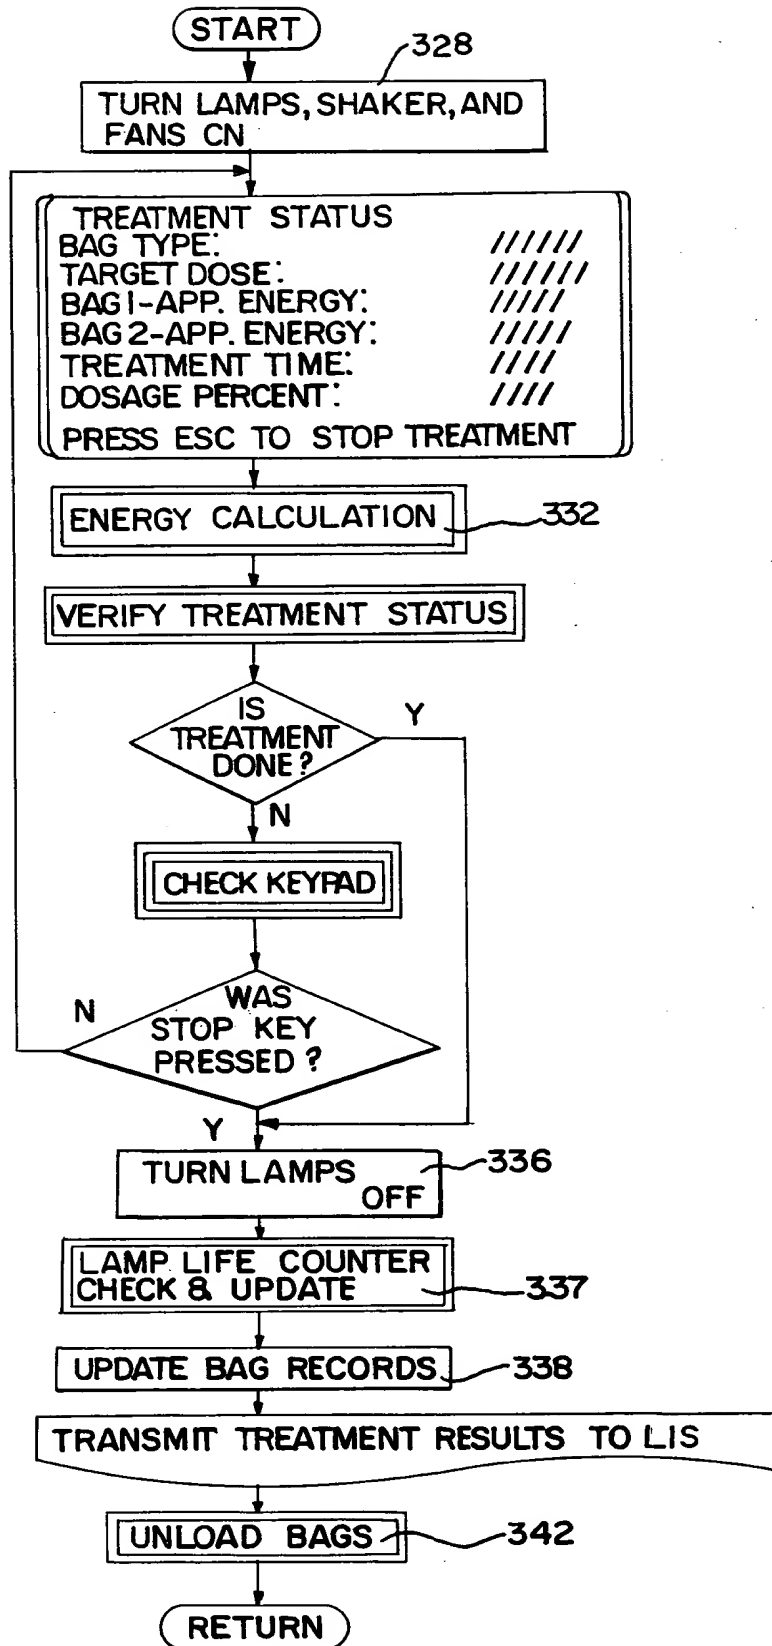 START
328
TURN LAMPS, SHAKER, AND
FANS CN
TREATMENT STATUS
BAG TYPE: //////
TARGET DOSE: //////
BAG 1-APP. ENERGY: /////
BAG 2-APP. ENERGY: /////
TREATMENT TIME: ////
DOSAGE PERCENT: ////
PRESS ESC TO STOP TREATMENT
ENERGY CALCULATION
332
VERIFY TREATMENT STATUS
IS
TREATMENT
DONE?
Y
N
CHECK KEYPAD
N
WAS
STOP KEY
PRESSED?
Y
TURN LAMPS
OFF
336
LAMP LIFE COUNTER
CHECK & UPDATE
337
UPDATE BAG RECORDS
338
TRANSMIT TREATMENT RESULTS TO LIS
UNLOAD BAGS
342
RETURN